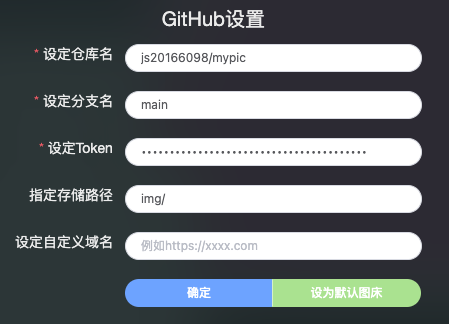 GitHub设置
* 设定仓库名 js20166098/mypic
* 设定分支名 main
* 设定Token ••••••••••••••••••••••••••••••••••••••••
指定存储路径 img/
设定自定义域名 例如https://xxxx.com
确定 设为默认图床